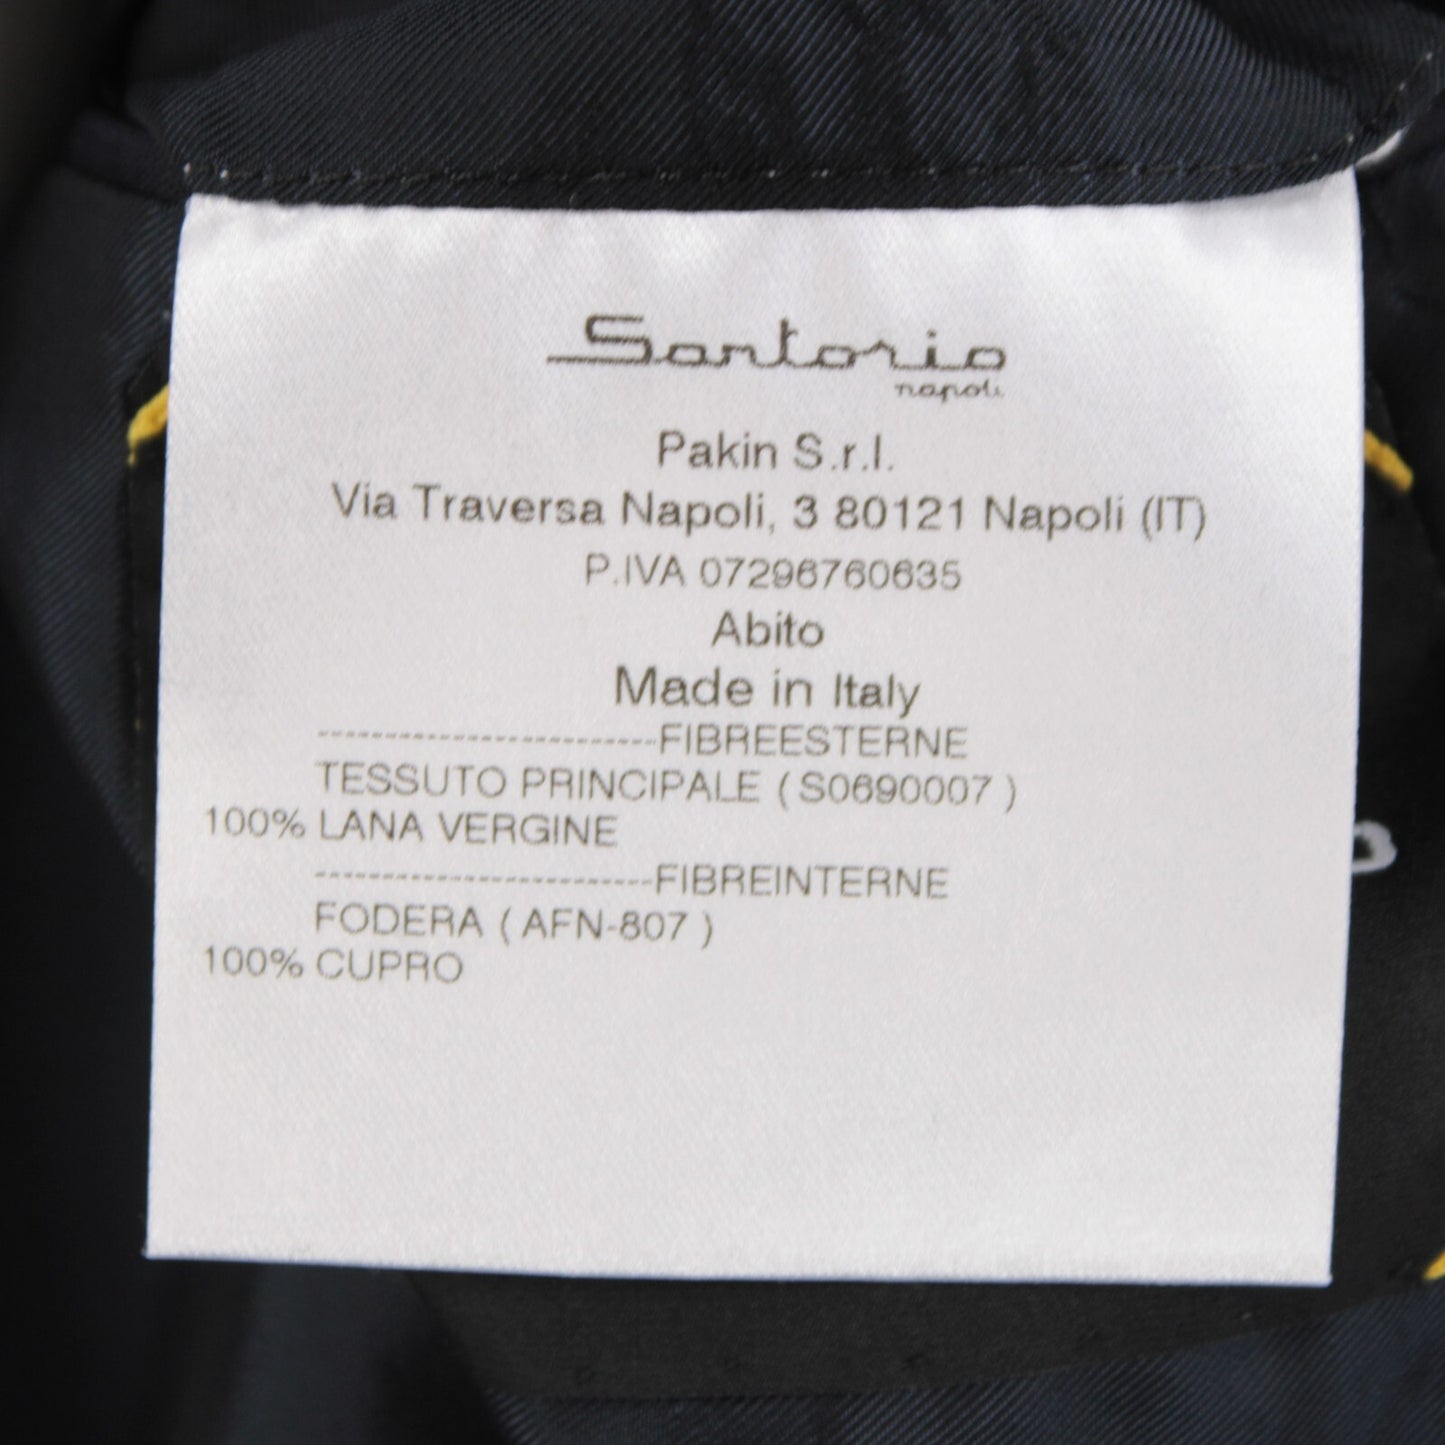 Sartorio
napoli
Pakin S.r.l.
Via Traversa Napoli, 3 80121 Napoli (IT)
P.IVA 07296760635
Abito
Made in Italy
-------------------------FIBREESTERNE
TESSUTO PRINCIPALE ( S0690007 )
100% LANA VERGINE
-------------------------FIBREINTERNE
FODERA ( AFN-807 )
100% CUPRO